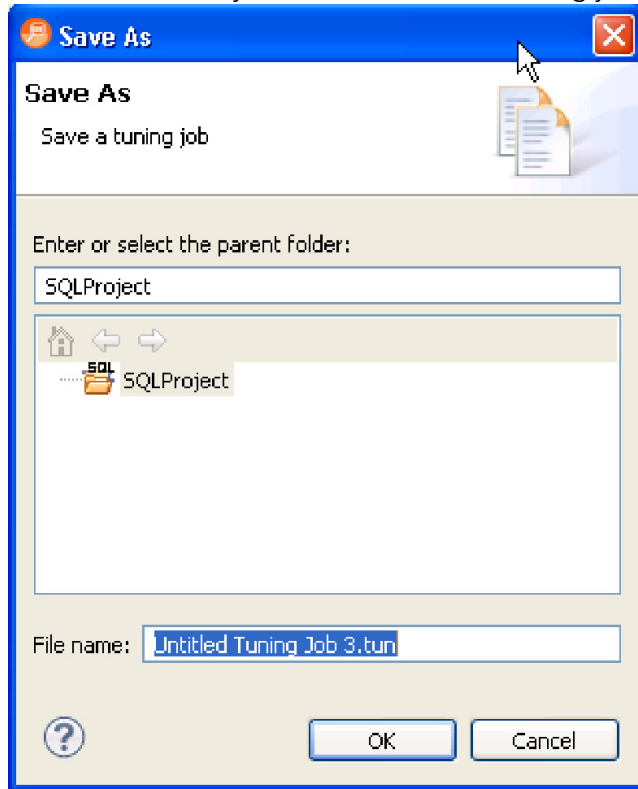 Save As
Save As
Save a tuning job
Enter or select the parent folder:
SQLProject
SQL
SQLProject
File name: Untitled Tuning Job 3.tun
? OK Cancel